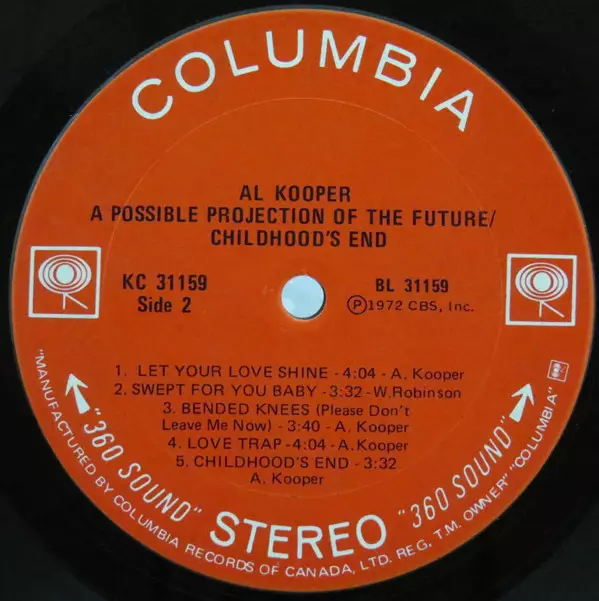 COLUMBIA
AL KOOPER
A POSSIBLE PROJECTION OF THE FUTURE/
CHILDHOOD'S END
KC 31159
Side 2
BL 31159
Ⓟ1972 CBS, Inc.
1. LET YOUR LOVE SHINE - 4:04 - A. Kooper
2. SWEPT FOR YOU BABY - 3:32 - W. Robinson
3. BENDED KNEES (Please Don't
Leave Me Now) - 3:40 - A. Kooper
4. LOVE TRAP - 4:04 - A. Kooper
5. CHILDHOOD'S END - 3:32
A. Kooper
"360 SOUND" STEREO "360 SOUND"
"MANUFACTURED BY COLUMBIA RECORDS OF CANADA, LTD. REG. T.M. OWNER" "COLUMBIA"